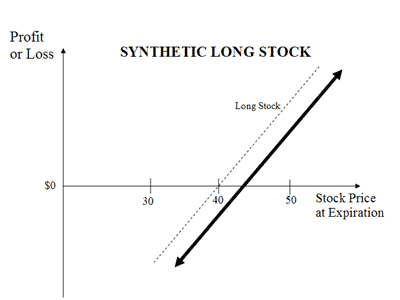 Profit
or Loss
SYNTHETIC LONG STOCK
Long Stock
$0
30
40
50
Stock Price
at Expiration